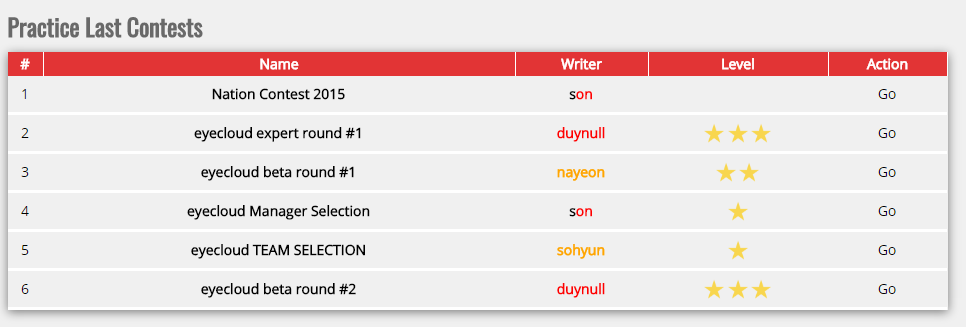 Practice Last Contests
# Name Writer Level Action
1 Nation Contest 2015 son Go
2 eyecloud expert round #1 duynull Go
3 eyecloud beta round #1 nayeon Go
4 eyecloud Manager Selection son Go
5 eyecloud TEAM SELECTION sohyun Go
6 eyecloud beta round #2 duynull Go